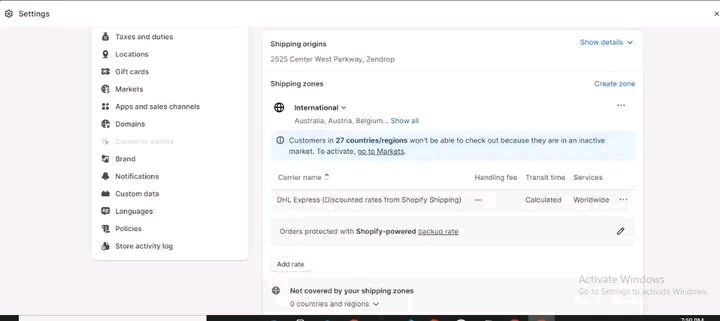 Settings
Taxes and duties
Locations
Gift cards
Markets
Apps and sales channels
Domains
Customer events
Brand
Notifications
Custom data
Languages
Policies
Store activity log
Shipping origins
Show details
2525 Center West Parkway, Zendrop
Shipping zones
Create zone
International
Australia, Austria, Belgium... Show all
Customers in 27 countries/regions won't be able to check out because they are in an inactive
market. To activate, go to Markets.
Carrier name Handling fee Transit time Services
DHL Express (Discounted rates from Shopify Shipping) — Calculated Worldwide
Orders protected with Shopify-powered backup rate
Add rate
Not covered by your shipping zones
0 countries and regions
Activate Windows
Go to Settings to activate Windows.
7:59 PM